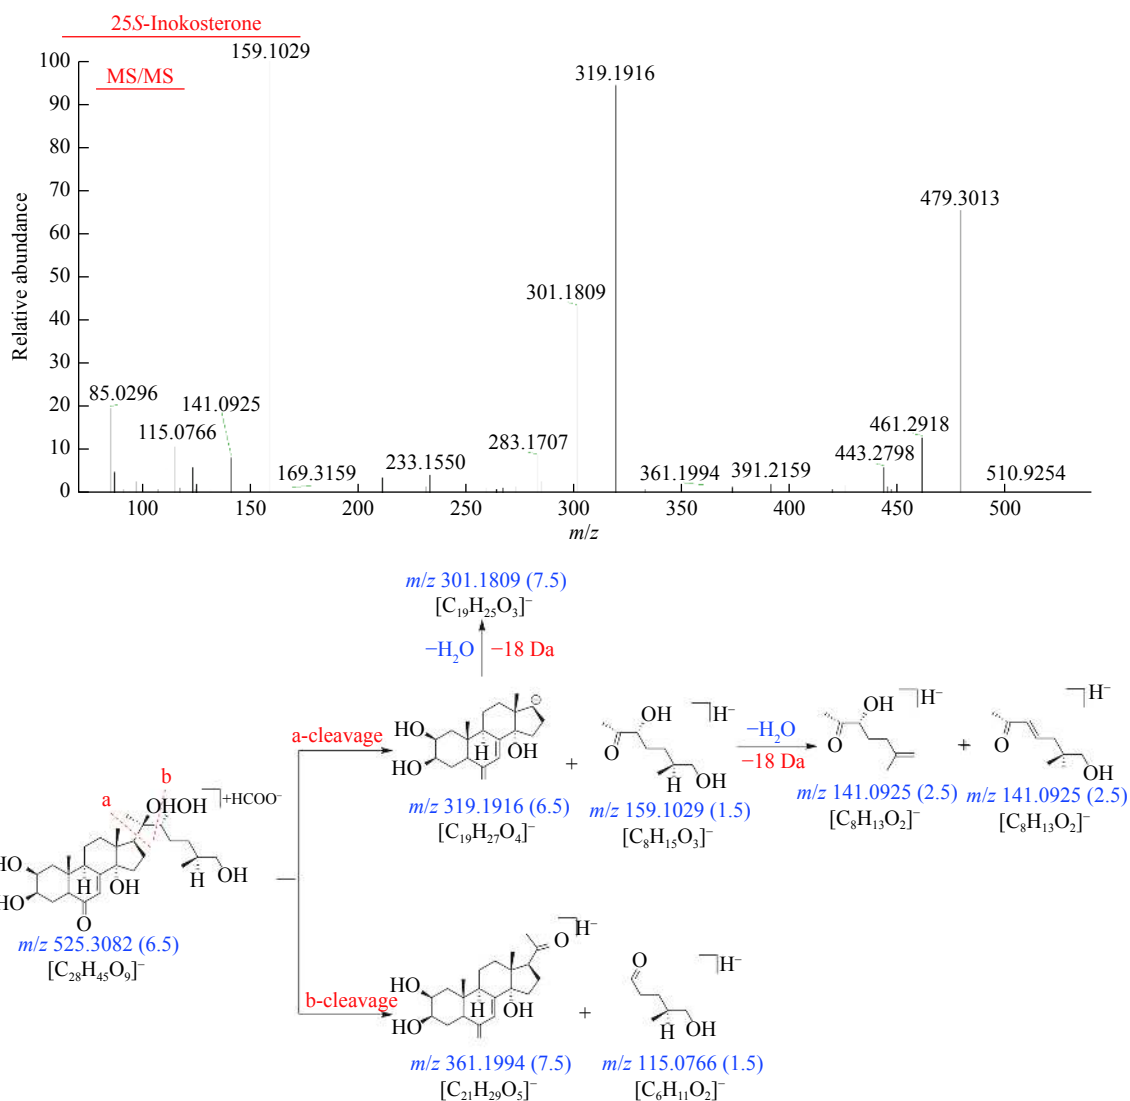 25S-Inokosterone
MS/MS
Relative abundance
100
90
80
70
60
50
40
30
20
10
0
159.1029
319.1916
479.3013
301.1809
85.0296
141.0925
115.0766
169.3159
233.1550
283.1707
361.1994
391.2159
443.2798
461.2918
510.9254
100
150
200
250
300
350
400
450
500
m/z
m/z 301.1809 (7.5)
[C₁₉H₂₅O₃]⁻
−H₂O −18 Da
a-cleavage
HO
HO
H
OH
⊖
m/z 319.1916 (6.5)
[C₁₉H₂₇O₄]⁻
+
OH
O
H
OH
H⁻
m/z 159.1029 (1.5)
[C₈H₁₅O₃]⁻
−H₂O
−18 Da
OH
O
H⁻
m/z 141.0925 (2.5)
[C₈H₁₃O₂]⁻
+
O
OH
H⁻
m/z 141.0925 (2.5)
[C₈H₁₃O₂]⁻
a
b
OHOH
+HCOO⁻
HO
HO
H
OH
H
OH
O
m/z 525.3082 (6.5)
[C₂₈H₄₅O₉]⁻
b-cleavage
O
H⁻
HO
HO
H
OH
m/z 361.1994 (7.5)
[C₂₁H₂₉O₅]⁻
+
O
H⁻
H
OH
m/z 115.0766 (1.5)
[C₆H₁₁O₂]⁻